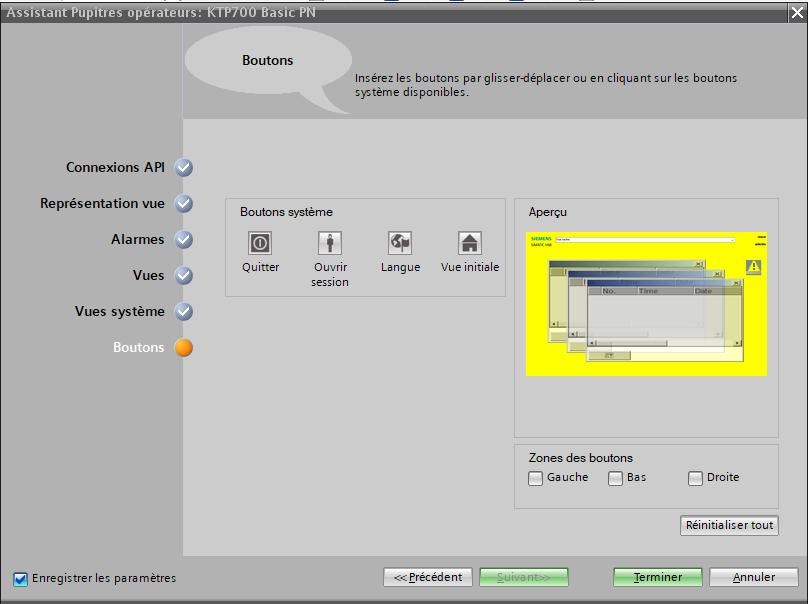 Assistant Pupitres opérateurs: KTP700 Basic PN
Boutons
Insérez les boutons par glisser-déplacer ou en cliquant sur les boutons
système disponibles.
Connexions API
Représentation vue
Alarmes
Vues
Vues système
Boutons
Boutons système
Quitter
Ouvrir
session
Langue
Vue initiale
Aperçu
SIEMENS
SIMATIC HMI
No. Time Date
Zones des boutons
Gauche
Bas
Droite
Réinitialiser tout
Enregistrer les paramètres
<<Précédent
Suivant>>
Terminer
Annuler